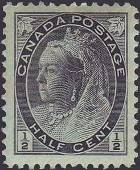 CANADA POSTAGE
½ ½
HALF CENT